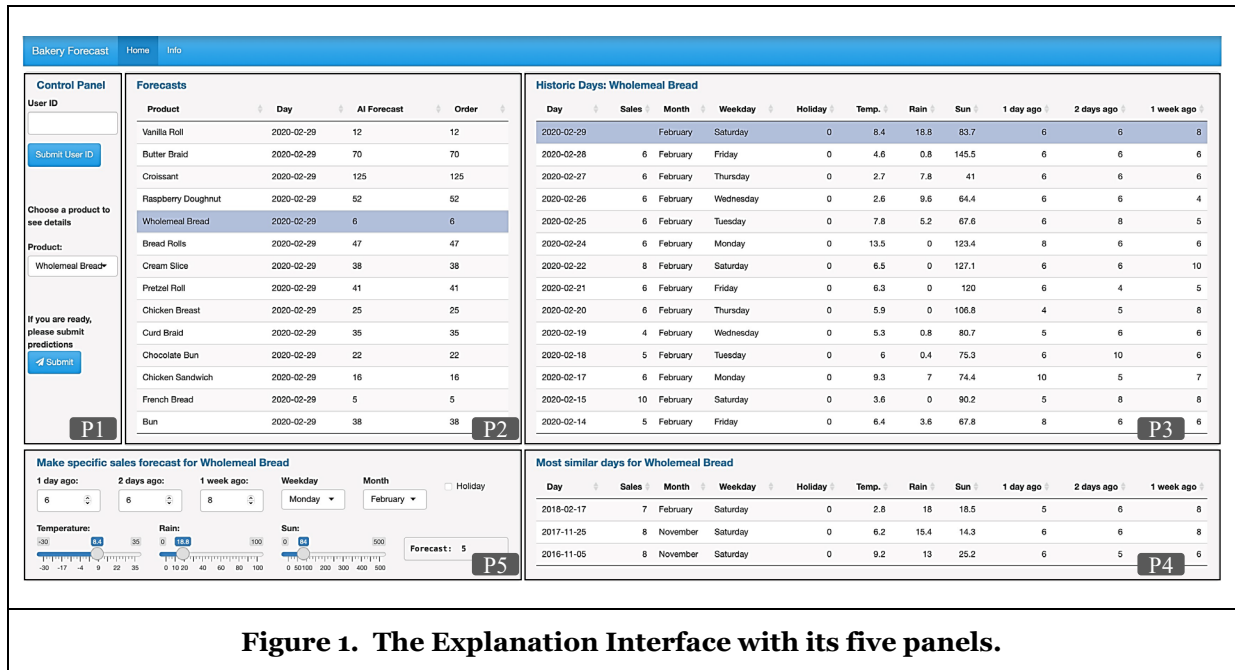 Bakery Forecast Home Info
Control Panel
User ID
Submit User ID
Choose a product to
see details
Product:
Wholemeal Bread
If you are ready,
please submit
predictions
Submit
P1
Forecasts
Product Day AI Forecast Order
Vanilla Roll 2020-02-29 12 12
Butter Braid 2020-02-29 70 70
Croissant 2020-02-29 125 125
Raspberry Doughnut 2020-02-29 52 52
Wholemeal Bread 2020-02-29 6 6
Bread Rolls 2020-02-29 47 47
Cream Slice 2020-02-29 38 38
Pretzel Roll 2020-02-29 41 41
Chicken Breast 2020-02-29 25 25
Curd Braid 2020-02-29 35 35
Chocolate Bun 2020-02-29 22 22
Chicken Sandwich 2020-02-29 16 16
French Bread 2020-02-29 5 5
Bun 2020-02-29 38 38
P2
Historic Days: Wholemeal Bread
Day Sales Month Weekday Holiday Temp. Rain Sun 1 day ago 2 days ago 1 week ago
2020-02-29 February Saturday 0 8.4 18.8 83.7 6 6 8
2020-02-28 6 February Friday 0 4.6 0.8 145.5 6 6 6
2020-02-27 6 February Thursday 0 2.7 7.8 41 6 6 6
2020-02-26 6 February Wednesday 0 2.6 9.6 64.4 6 6 4
2020-02-25 6 February Tuesday 0 7.8 5.2 67.6 6 8 5
2020-02-24 6 February Monday 0 13.5 0 123.4 8 6 6
2020-02-22 8 February Saturday 0 6.5 0 127.1 6 6 10
2020-02-21 6 February Friday 0 6.3 0 120 6 4 5
2020-02-20 6 February Thursday 0 5.9 0 106.8 4 5 8
2020-02-19 4 February Wednesday 0 5.3 0.8 80.7 5 6 6
2020-02-18 5 February Tuesday 0 6 0.4 75.3 6 10 6
2020-02-17 6 February Monday 0 9.3 7 74.4 10 5 7
2020-02-15 10 February Saturday 0 3.6 0 90.2 5 8 8
2020-02-14 5 February Friday 0 6.4 3.6 67.8 8 6 6
P3
Make specific sales forecast for Wholemeal Bread
1 day ago: 2 days ago: 1 week ago: Weekday Month
6 6 8 Monday February Holiday
Temperature: Rain: Sun:
-30 8.4 35 0 18.8 100 0 84 500
Forecast: 5
-30 -17 -4 9 22 35 0 10 20 40 60 80 100 0 50100 200 300 400 500
P5
Most similar days for Wholemeal Bread
Day Sales Month Weekday Holiday Temp. Rain Sun 1 day ago 2 days ago 1 week ago
2018-02-17 7 February Saturday 0 2.8 18 18.5 5 6 8
2017-11-25 8 November Saturday 0 6.2 15.4 14.3 6 6 8
2016-11-05 8 November Saturday 0 9.2 13 25.2 6 5 6
P4
Figure 1. The Explanation Interface with its five panels.